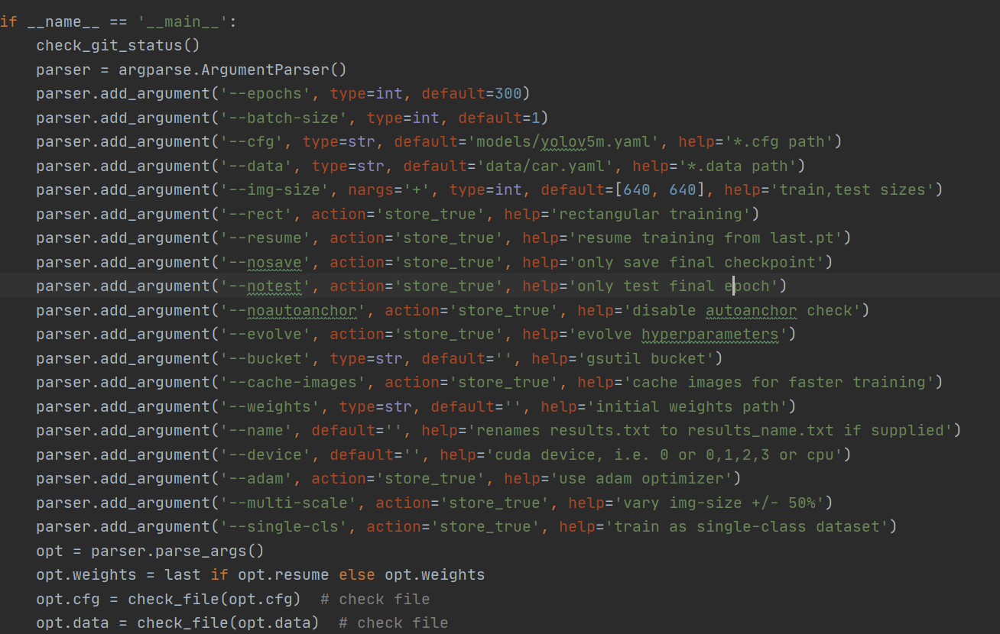 if __name__ == '__main__':
    check_git_status()
    parser = argparse.ArgumentParser()
    parser.add_argument('--epochs', type=int, default=300)
    parser.add_argument('--batch-size', type=int, default=1)
    parser.add_argument('--cfg', type=str, default='models/yolov5m.yaml', help='*.cfg path')
    parser.add_argument('--data', type=str, default='data/car.yaml', help='*.data path')
    parser.add_argument('--img-size', nargs='+', type=int, default=[640, 640], help='train,test sizes')
    parser.add_argument('--rect', action='store_true', help='rectangular training')
    parser.add_argument('--resume', action='store_true', help='resume training from last.pt')
    parser.add_argument('--nosave', action='store_true', help='only save final checkpoint')
    parser.add_argument('--notest', action='store_true', help='only test final epoch')
    parser.add_argument('--noautoanchor', action='store_true', help='disable autoanchor check')
    parser.add_argument('--evolve', action='store_true', help='evolve hyperparameters')
    parser.add_argument('--bucket', type=str, default='', help='gsutil bucket')
    parser.add_argument('--cache-images', action='store_true', help='cache images for faster training')
    parser.add_argument('--weights', type=str, default='', help='initial weights path')
    parser.add_argument('--name', default='', help='renames results.txt to results_name.txt if supplied')
    parser.add_argument('--device', default='', help='cuda device, i.e. 0 or 0,1,2,3 or cpu')
    parser.add_argument('--adam', action='store_true', help='use adam optimizer')
    parser.add_argument('--multi-scale', action='store_true', help='vary img-size +/- 50%')
    parser.add_argument('--single-cls', action='store_true', help='train as single-class dataset')
    opt = parser.parse_args()
    opt.weights = last if opt.resume else opt.weights
    opt.cfg = check_file(opt.cfg)  # check file
    opt.data = check_file(opt.data)  # check file